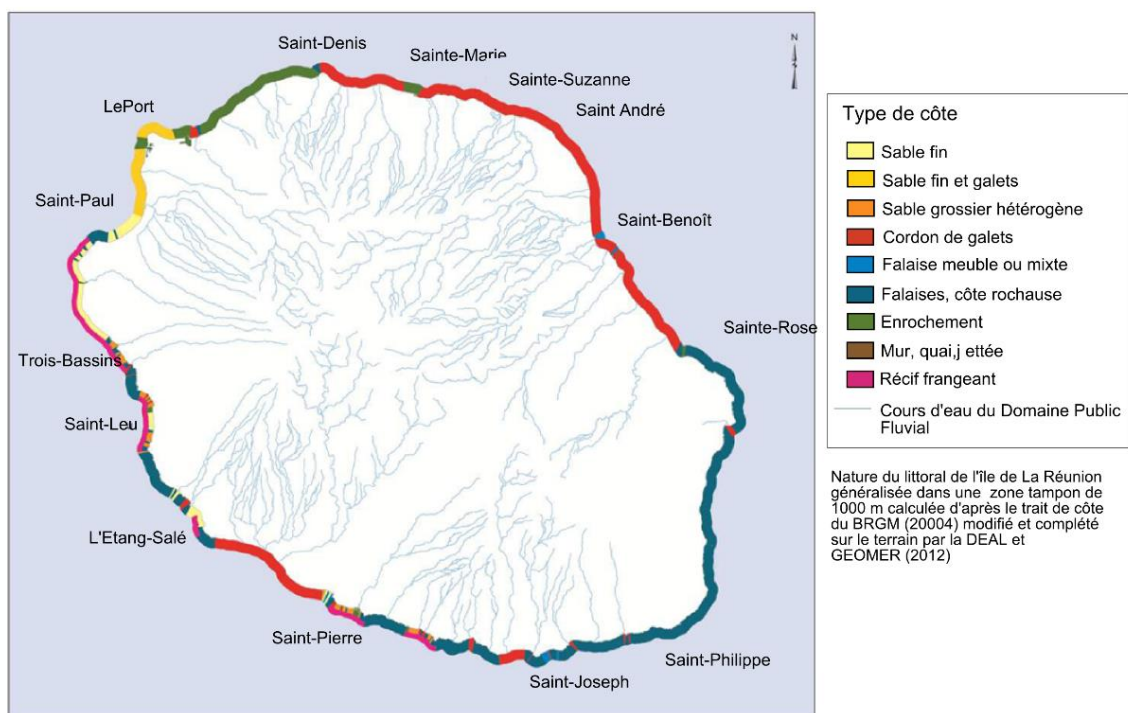 Saint-Denis
Sainte-Marie
Sainte-Suzanne
Saint André
LePort
Saint-Paul
Saint-Benoît
Sainte-Rose
Trois-Bassins
Saint-Leu
L'Etang-Salé
Saint-Pierre
Saint-Joseph
Saint-Philippe
N
Type de côte
Sable fin
Sable fin et galets
Sable grossier hétérogène
Cordon de galets
Falaise meuble ou mixte
Falaises, côte rochause
Enrochement
Mur, quai,j ettée
Récif frangeant
Cours d'eau du Domaine Public
Fluvial
Nature du littoral de l'île de La Réunion
généralisée dans une zone tampon de
1000 m calculée d'après le trait de côte
du BRGM (20004) modifié et complété
sur le terrain par la DEAL et
GEOMER (2012)